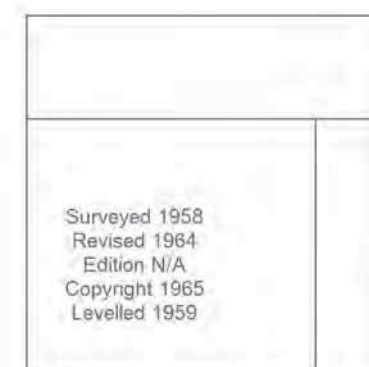 Surveyed 1958
Revised 1964
Edition N/A
Copyright 1965
Levelled 1959